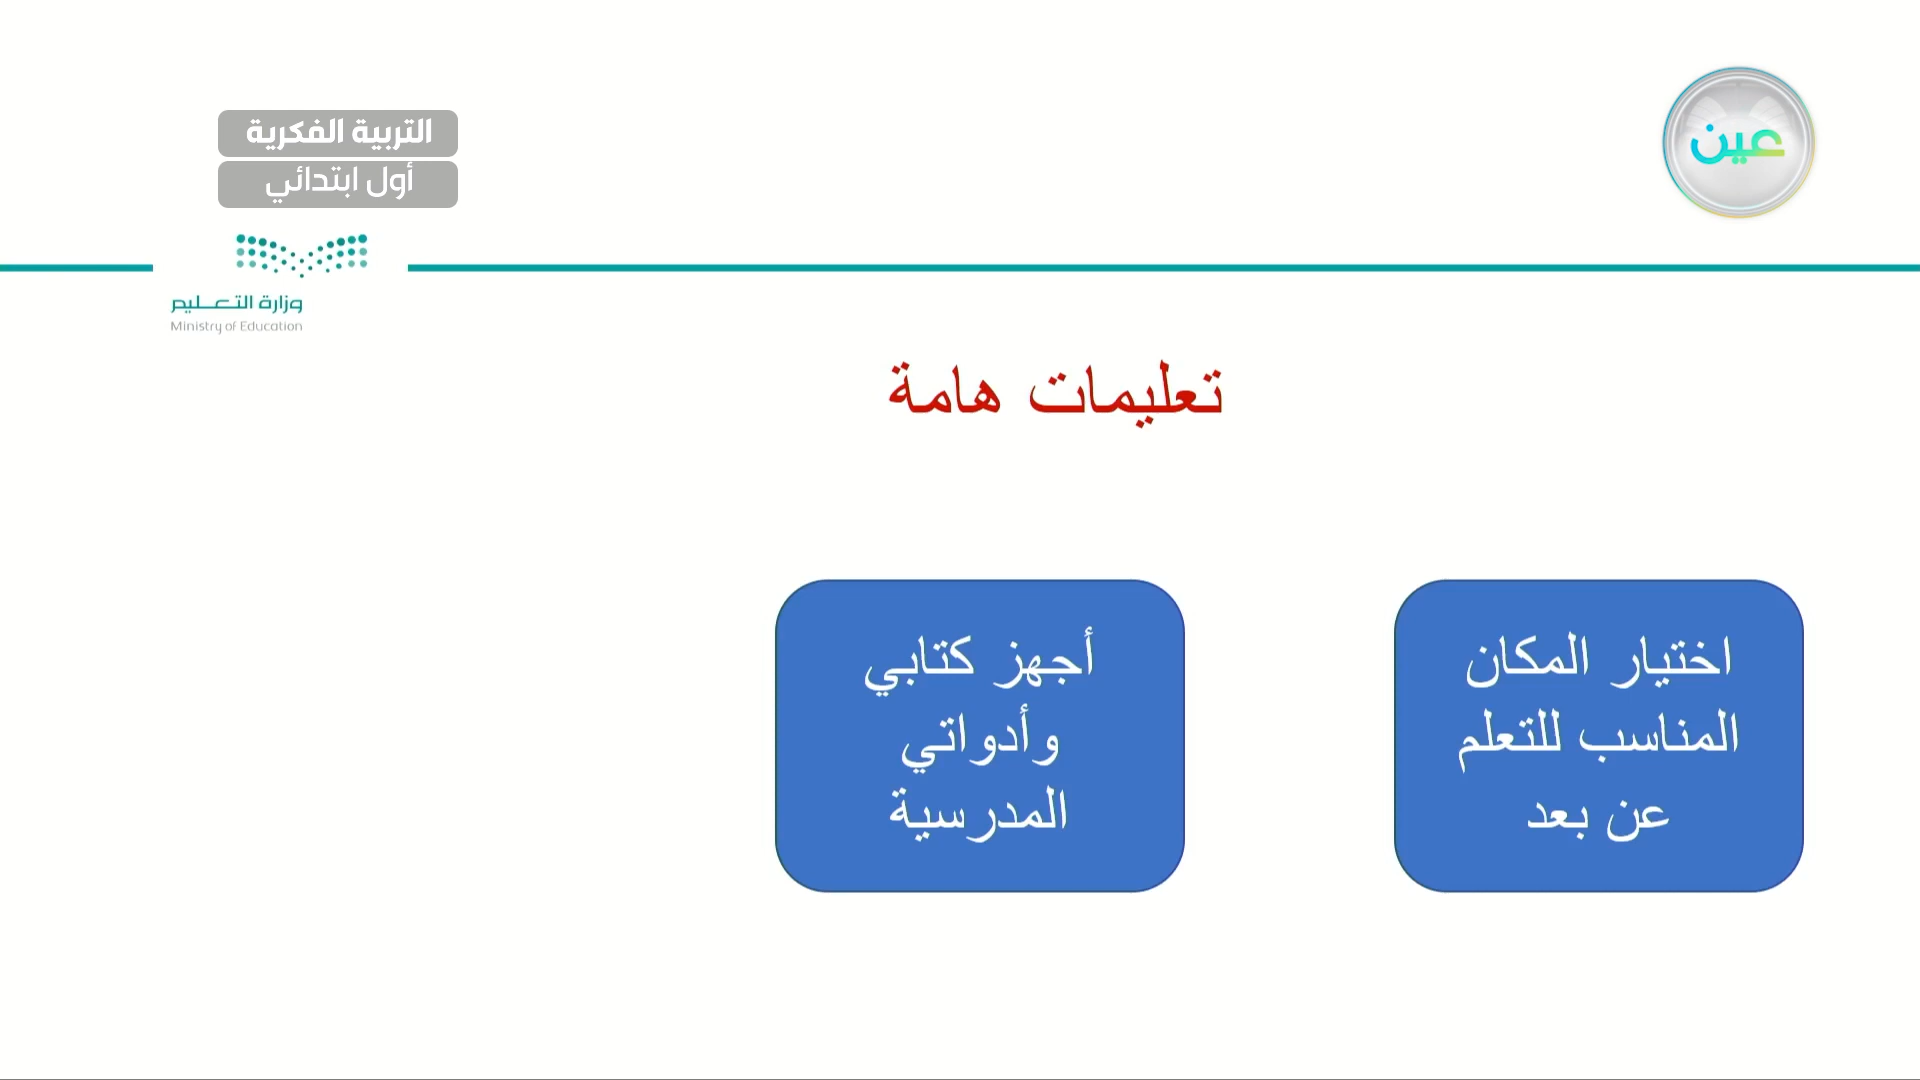 عين
التربية الفكرية
أول ابتدائي
وزارة التعليم
Ministry of Education
تعليمات هامة
اختيار المكان
المناسب للتعلم
عن بعد
أجهز كتابي
وأدواتي
المدرسية